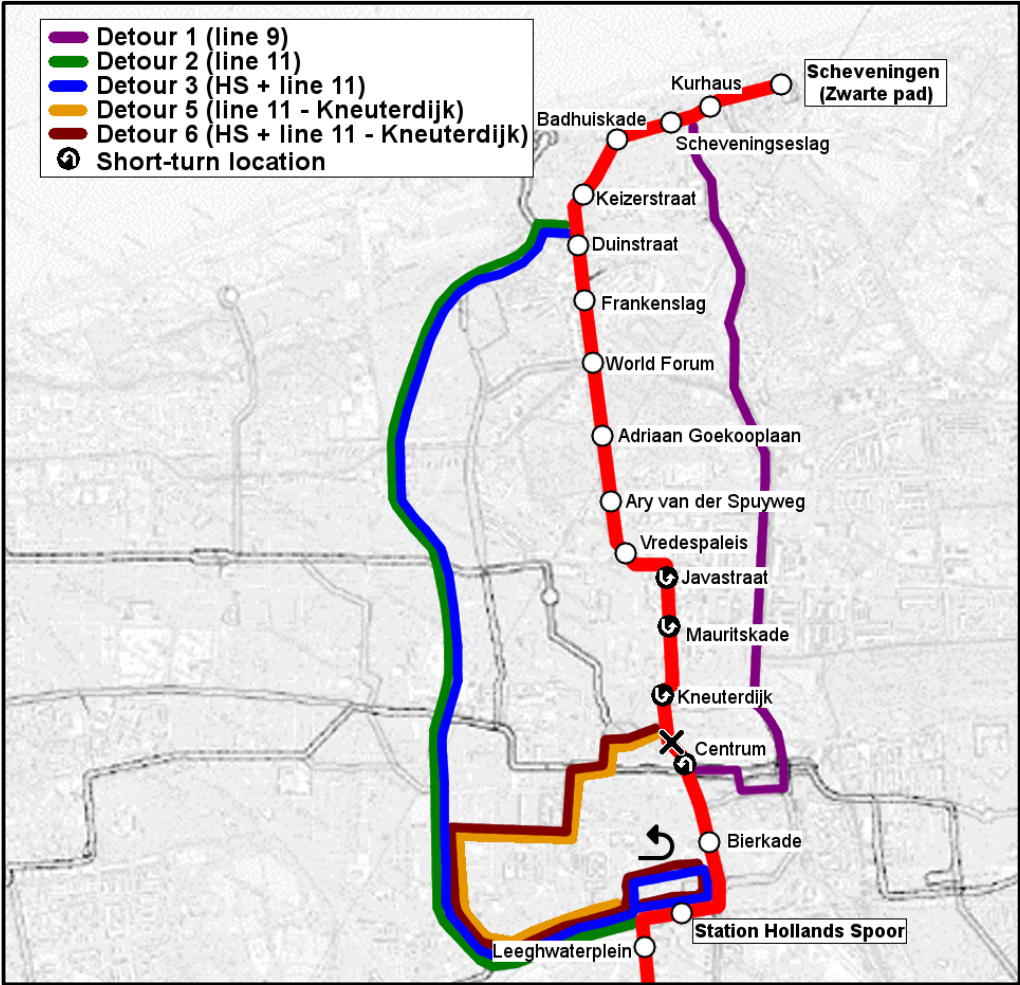 Detour 1 (line 9)
Detour 2 (line 11)
Detour 3 (HS + line 11)
Detour 5 (line 11 - Kneuterdijk)
Detour 6 (HS + line 11 - Kneuterdijk)
Short-turn location
Scheveningen
(Zwarte pad)
Kurhaus
Badhuiskade
Scheveningseslag
Keizerstraat
Duinstraat
Frankenslag
World Forum
Adriaan Goekooplaan
Ary van der Spuyweg
Vredespaleis
Javastraat
Mauritskade
Kneuterdijk
Centrum
Bierkade
Station Hollands Spoor
Leeghwaterplein